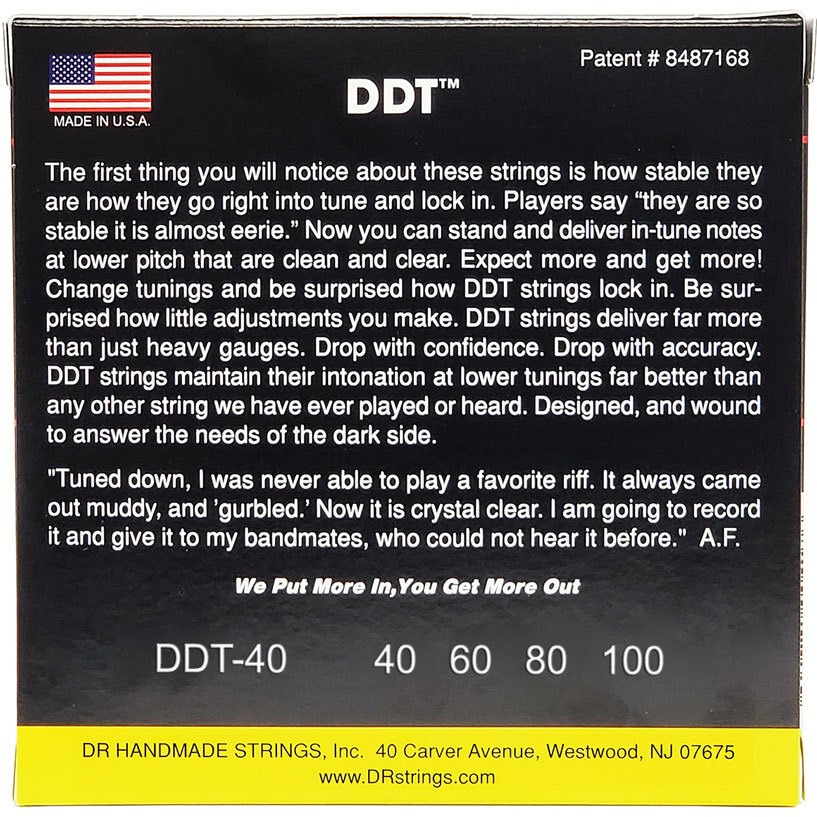 Patent # 8487168
DDT™
MADE IN U.S.A.
The first thing you will notice about these strings is how stable they
are how they go right into tune and lock in. Players say “they are so
stable it is almost eerie.” Now you can stand and deliver in-tune notes
at lower pitch that are clean and clear. Expect more and get more!
Change tunings and be surprised how DDT strings lock in. Be sur-
prised how little adjustments you make. DDT strings deliver far more
than just heavy gauges. Drop with confidence. Drop with accuracy.
DDT strings maintain their intonation at lower tunings far better than
any other string we have ever played or heard. Designed, and wound
to answer the needs of the dark side.
"Tuned down, I was never able to play a favorite riff. It always came
out muddy, and 'gurbled.' Now it is crystal clear. I am going to record
it and give it to my bandmates, who could not hear it before." A.F.
We Put More In,You Get More Out
DDT-40 40 60 80 100
DR HANDMADE STRINGS, Inc. 40 Carver Avenue, Westwood, NJ 07675
www.DRstrings.com